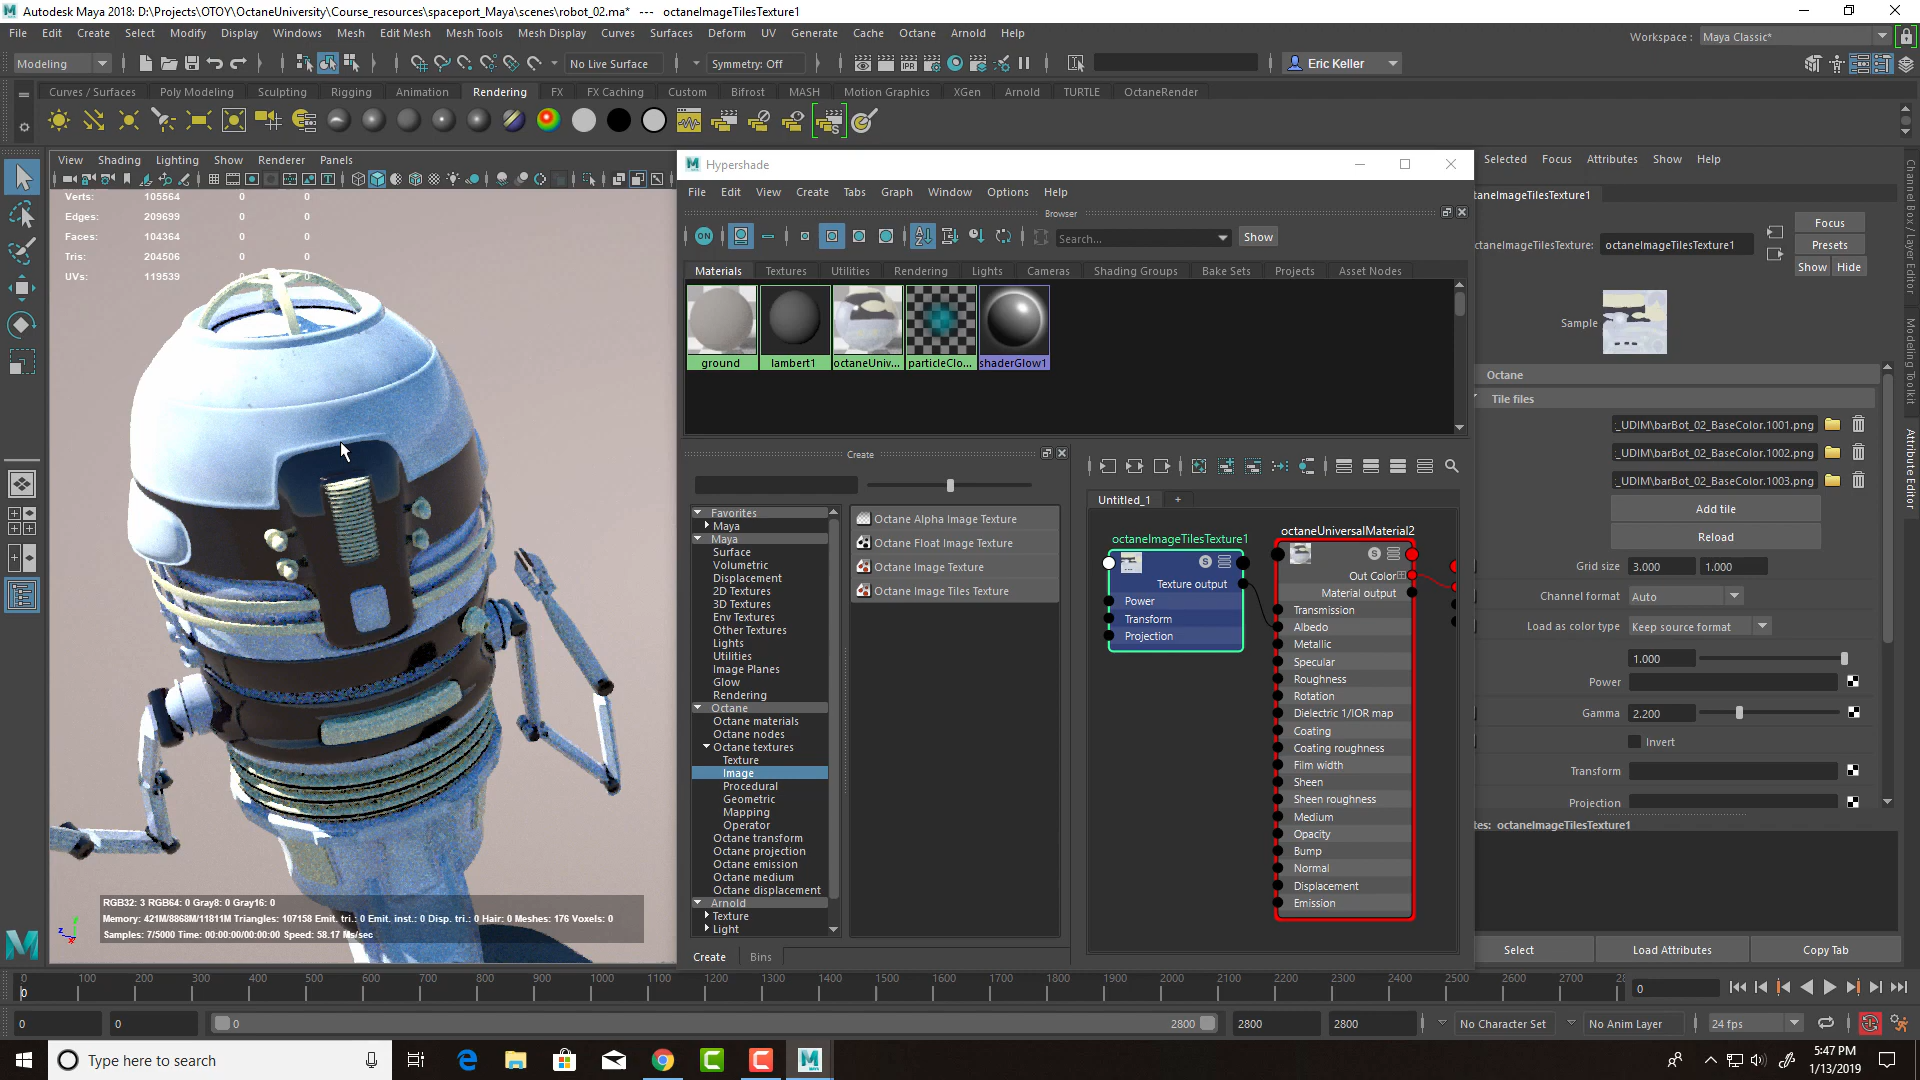 Autodesk Maya 2018: D:\Projects\OTOY\OctaneUniversity\Course_resources\spaceport_Maya\scenes\robot_02.ma* --- octaneImageTilesTexture1
File Edit Create Select Modify Display Windows Mesh Edit Mesh Mesh Tools Mesh Display Curves Surfaces Deform UV Generate Cache Octane Arnold Help
Workspace : Maya Classic*
Modeling No Live Surface Symmetry: Off Eric Keller
Curves / Surfaces Poly Modeling Sculpting Rigging Animation Rendering FX FX Caching Custom Bifrost MASH Motion Graphics XGen Arnold TURTLE OctaneRender
View Shading Lighting Show Renderer Panels
Verts: 105564 0 0
Edges: 209699 0 0
Faces: 104364 0 0
Tris: 204506 0 0
UVs: 119539 0 0
RGB32: 3 RGB64: 0 Gray8: 0 Gray16: 0
Memory: 421M/8868M/11811M Triangles: 107158 Emit. tri.: 0 Emit. inst.: 0 Disp. tri.: 0 Hair: 0 Meshes: 176 Voxels: 0
Samples: 7/5000 Time: 00:00:00/00:00:00 Speed: 58.17 Ms/sec
Hypershade
File Edit View Create Tabs Graph Window Options Help
Browser
ON Search... Show
Materials Textures Utilities Rendering Lights Cameras Shading Groups Bake Sets Projects Asset Nodes
ground lambert1 octaneUniv... particleClo... shaderGlow1
Create
Favorites
Maya
Maya
Surface
Volumetric
Displacement
2D Textures
3D Textures
Env Textures
Other Textures
Lights
Utilities
Image Planes
Glow
Rendering
Octane
Octane materials
Octane nodes
Octane textures
Texture
Image
Procedural
Geometric
Mapping
Operator
Octane transform
Octane projection
Octane emission
Octane medium
Octane displacement
Arnold
Texture
Light
Octane Alpha Image Texture
Octane Float Image Texture
Octane Image Texture
Octane Image Tiles Texture
Create Bins
Untitled_1 +
octaneImageTilesTexture1
Texture output
Power
Transform
Projection
octaneUniversalMaterial2
Out Color
Material output
Transmission
Albedo
Metallic
Specular
Roughness
Rotation
Dielectric 1/IOR map
Coating
Coating roughness
Film width
Sheen
Sheen roughness
Medium
Opacity
Bump
Normal
Displacement
Emission
Selected Focus Attributes Show Help
ctaneImageTilesTexture1
ctaneImageTilesTexture: octaneImageTilesTexture1
Focus
Presets
Show Hide
Sample
Octane
Tile files
:_UDIM\barBot_02_BaseColor.1001.png
:_UDIM\barBot_02_BaseColor.1002.png
:_UDIM\barBot_02_BaseColor.1003.png
Add tile
Reload
Grid size 3.000 1.000
Channel format Auto
Load as color type Keep source format
1.000
Power
Gamma 2.200
Invert
Transform
Projection
tes: octaneImageTilesTexture1
Select Load Attributes Copy Tab
Channel Box / Layer Editor
Modeling Toolkit
Attribute Editor
0 100 200 300 400 500 600 700 800 900 1000 1100 1200 1300 1400 1500 1600 1700 1800 1900 2000 2100 2200 2300 2400 2500 2600 2700 28
0 0
0 0 0 2800 2800 2800 No Character Set No Anim Layer 24 fps
Type here to search
5:47 PM
1/13/2019